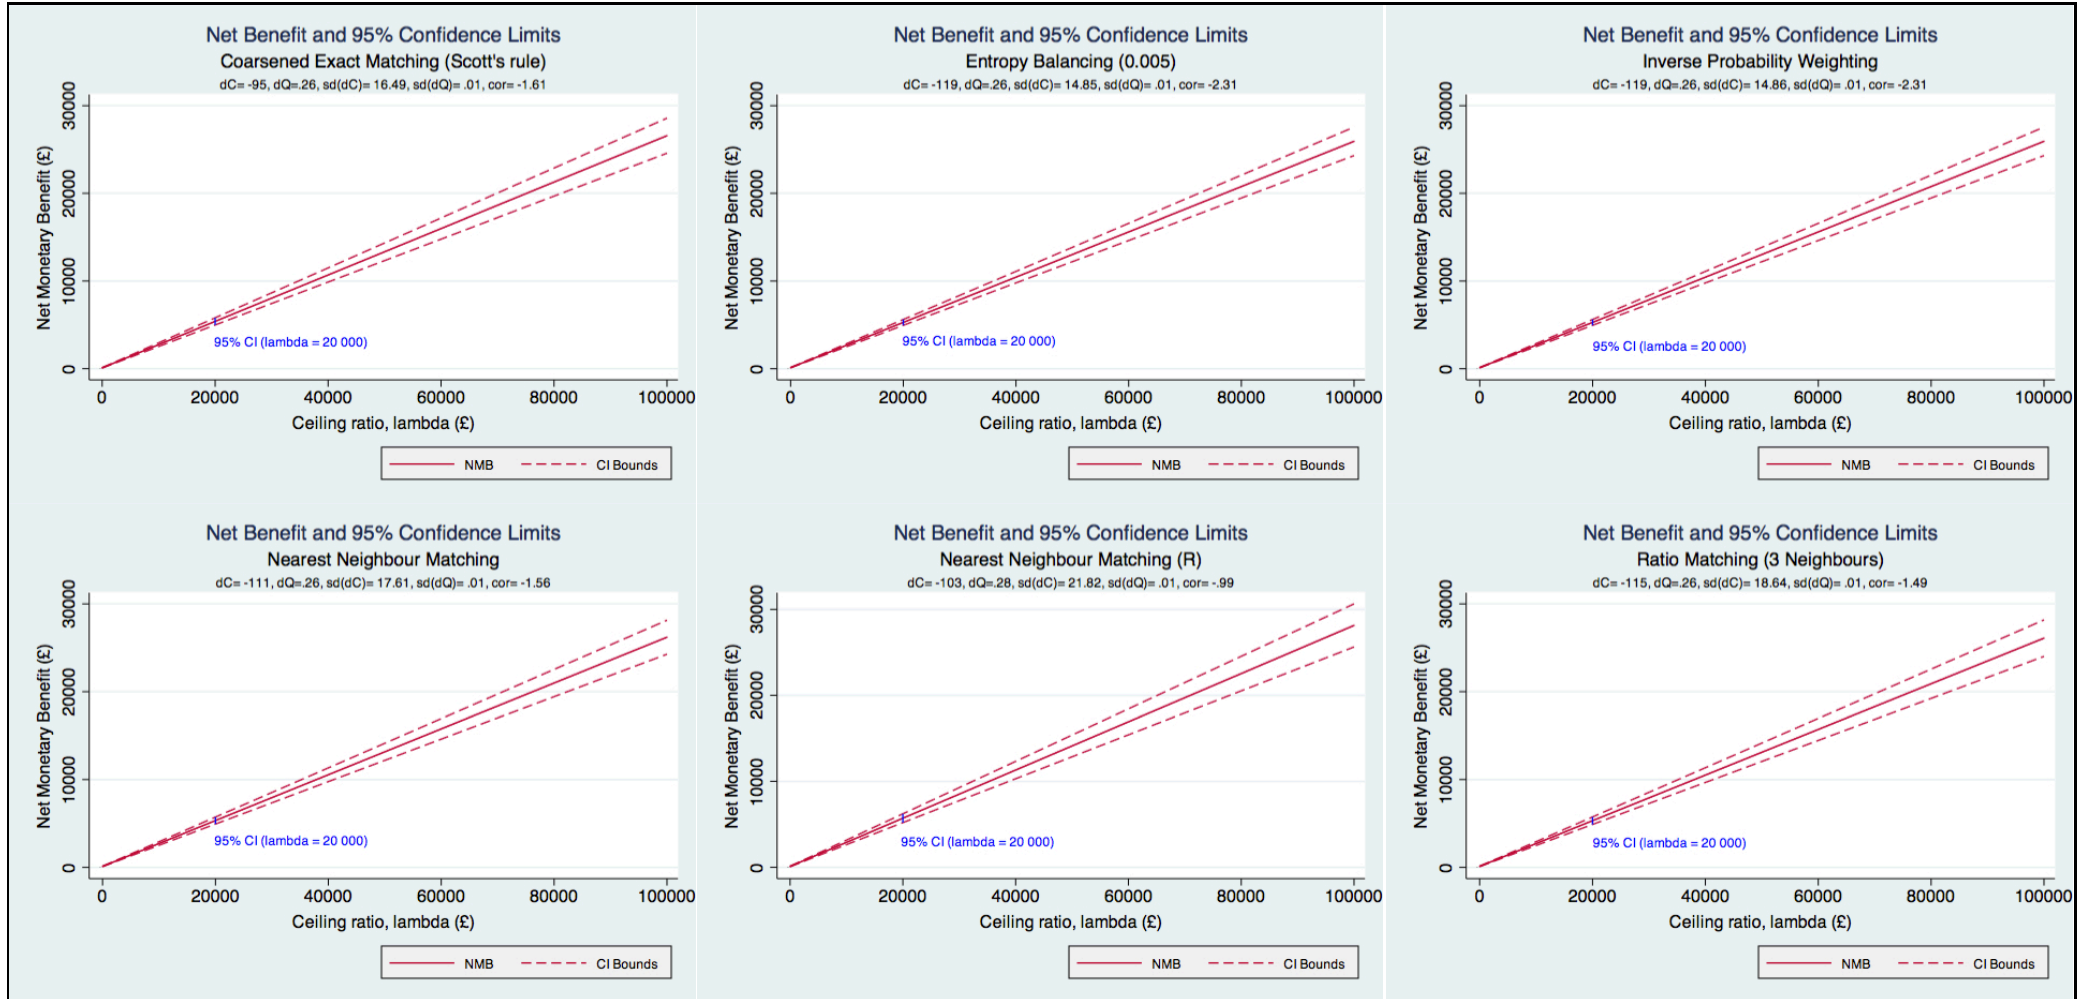 Net Benefit and 95% Confidence Limits
Coarsened Exact Matching (Scott's rule)
dC= -95, dQ=.26, sd(dC)= 16.49, sd(dQ)= .01, cor= -1.61
Net Monetary Benefit (£)
30000
20000
10000
0
95% CI (lambda = 20 000)
0 20000 40000 60000 80000 100000
Ceiling ratio, lambda (£)
NMB CI Bounds
Net Benefit and 95% Confidence Limits
Entropy Balancing (0.005)
dC= -119, dQ=.26, sd(dC)= 14.85, sd(dQ)= .01, cor= -2.31
Net Monetary Benefit (£)
30000
20000
10000
0
95% CI (lambda = 20 000)
0 20000 40000 60000 80000 100000
Ceiling ratio, lambda (£)
NMB CI Bounds
Net Benefit and 95% Confidence Limits
Inverse Probability Weighting
dC= -119, dQ=.26, sd(dC)= 14.86, sd(dQ)= .01, cor= -2.31
Net Monetary Benefit (£)
30000
20000
10000
0
95% CI (lambda = 20 000)
0 20000 40000 60000 80000 100000
Ceiling ratio, lambda (£)
NMB CI Bounds
Net Benefit and 95% Confidence Limits
Nearest Neighbour Matching
dC= -111, dQ=.26, sd(dC)= 17.61, sd(dQ)= .01, cor= -1.56
Net Monetary Benefit (£)
30000
20000
10000
0
95% CI (lambda = 20 000)
0 20000 40000 60000 80000 100000
Ceiling ratio, lambda (£)
NMB CI Bounds
Net Benefit and 95% Confidence Limits
Nearest Neighbour Matching (R)
dC= -103, dQ=.28, sd(dC)= 21.82, sd(dQ)= .01, cor= -.99
Net Monetary Benefit (£)
30000
20000
10000
0
95% CI (lambda = 20 000)
0 20000 40000 60000 80000 100000
Ceiling ratio, lambda (£)
NMB CI Bounds
Net Benefit and 95% Confidence Limits
Ratio Matching (3 Neighbours)
dC= -115, dQ=.26, sd(dC)= 18.64, sd(dQ)= .01, cor= -1.49
Net Monetary Benefit (£)
30000
20000
10000
0
95% CI (lambda = 20 000)
0 20000 40000 60000 80000 100000
Ceiling ratio, lambda (£)
NMB CI Bounds